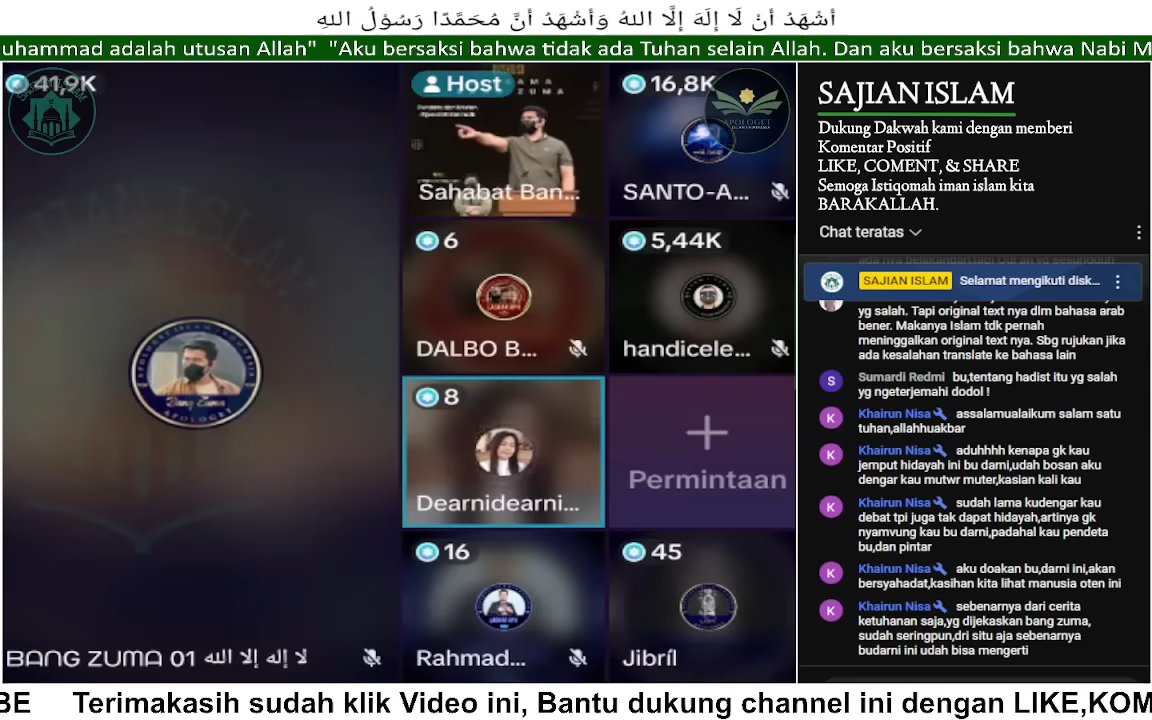 أشْهَدُ أنْ لَا إلَهَ إلَّا اللهُ وَأشْهَدُ أنَّ مُحَمَّدًا رَسُوْلُ اللهِ
uhammad adalah utusan Allah" "Aku bersaksi bahwa tidak ada Tuhan selain Allah. Dan aku bersaksi bahwa Nabi M
41,9K
BANG ZUMA 01 لا إله إلا الله
Bang Zuma
APOLOGET
Host
Sahabat Ban...
16,8K
SANTO-A...
6
DALBO B...
5,44K
handicele...
8
Dearnidearni...
Permintaan
16
Rahmad...
45
Jibríl
SAJIAN ISLAM
Dukung Dakwah kami dengan memberi
Komentar Positif
LIKE, COMENT, & SHARE
Semoga Istiqomah iman islam kita
BARAKALLAH.
Chat teratas
SAJIAN ISLAM Selamat mengikuti disk...
yg salah. Tapi original text nya dlm bahasa arab
bener. Makanya Islam tdk pernah
meninggalkan original text nya. Sbg rujukan jika
ada kesalahan translate ke bahasa lain
S Sumardi Redmi bu,tentang hadist itu yg salah
yg ngeterjemahi dodol !
K Khairun Nisa assalamualaikum salam satu
tuhan,allahhuakbar
K Khairun Nisa aduhhhh kenapa gk kau
jemput hidayah ini bu darni,udah bosan aku
dengar kau mutwr muter,kasian kali kau
K Khairun Nisa sudah lama kudengar kau
debat tpi juga tak dapat hidayah,artinya gk
nyamvung kau bu darni,padahal kau pendeta
bu,dan pintar
K Khairun Nisa aku doakan bu,darni ini,akan
bersyahadat,kasihan kita lihat manusia oten ini
K Khairun Nisa sebenarnya dari cerita
ketuhanan saja,yg dijekaskan bang zuma,
sudah seringpun,dri situ aja sebenarnya
budarni ini udah bisa mengerti
BE Terimakasih sudah klik Video ini, Bantu dukung channel ini dengan LIKE,KOM